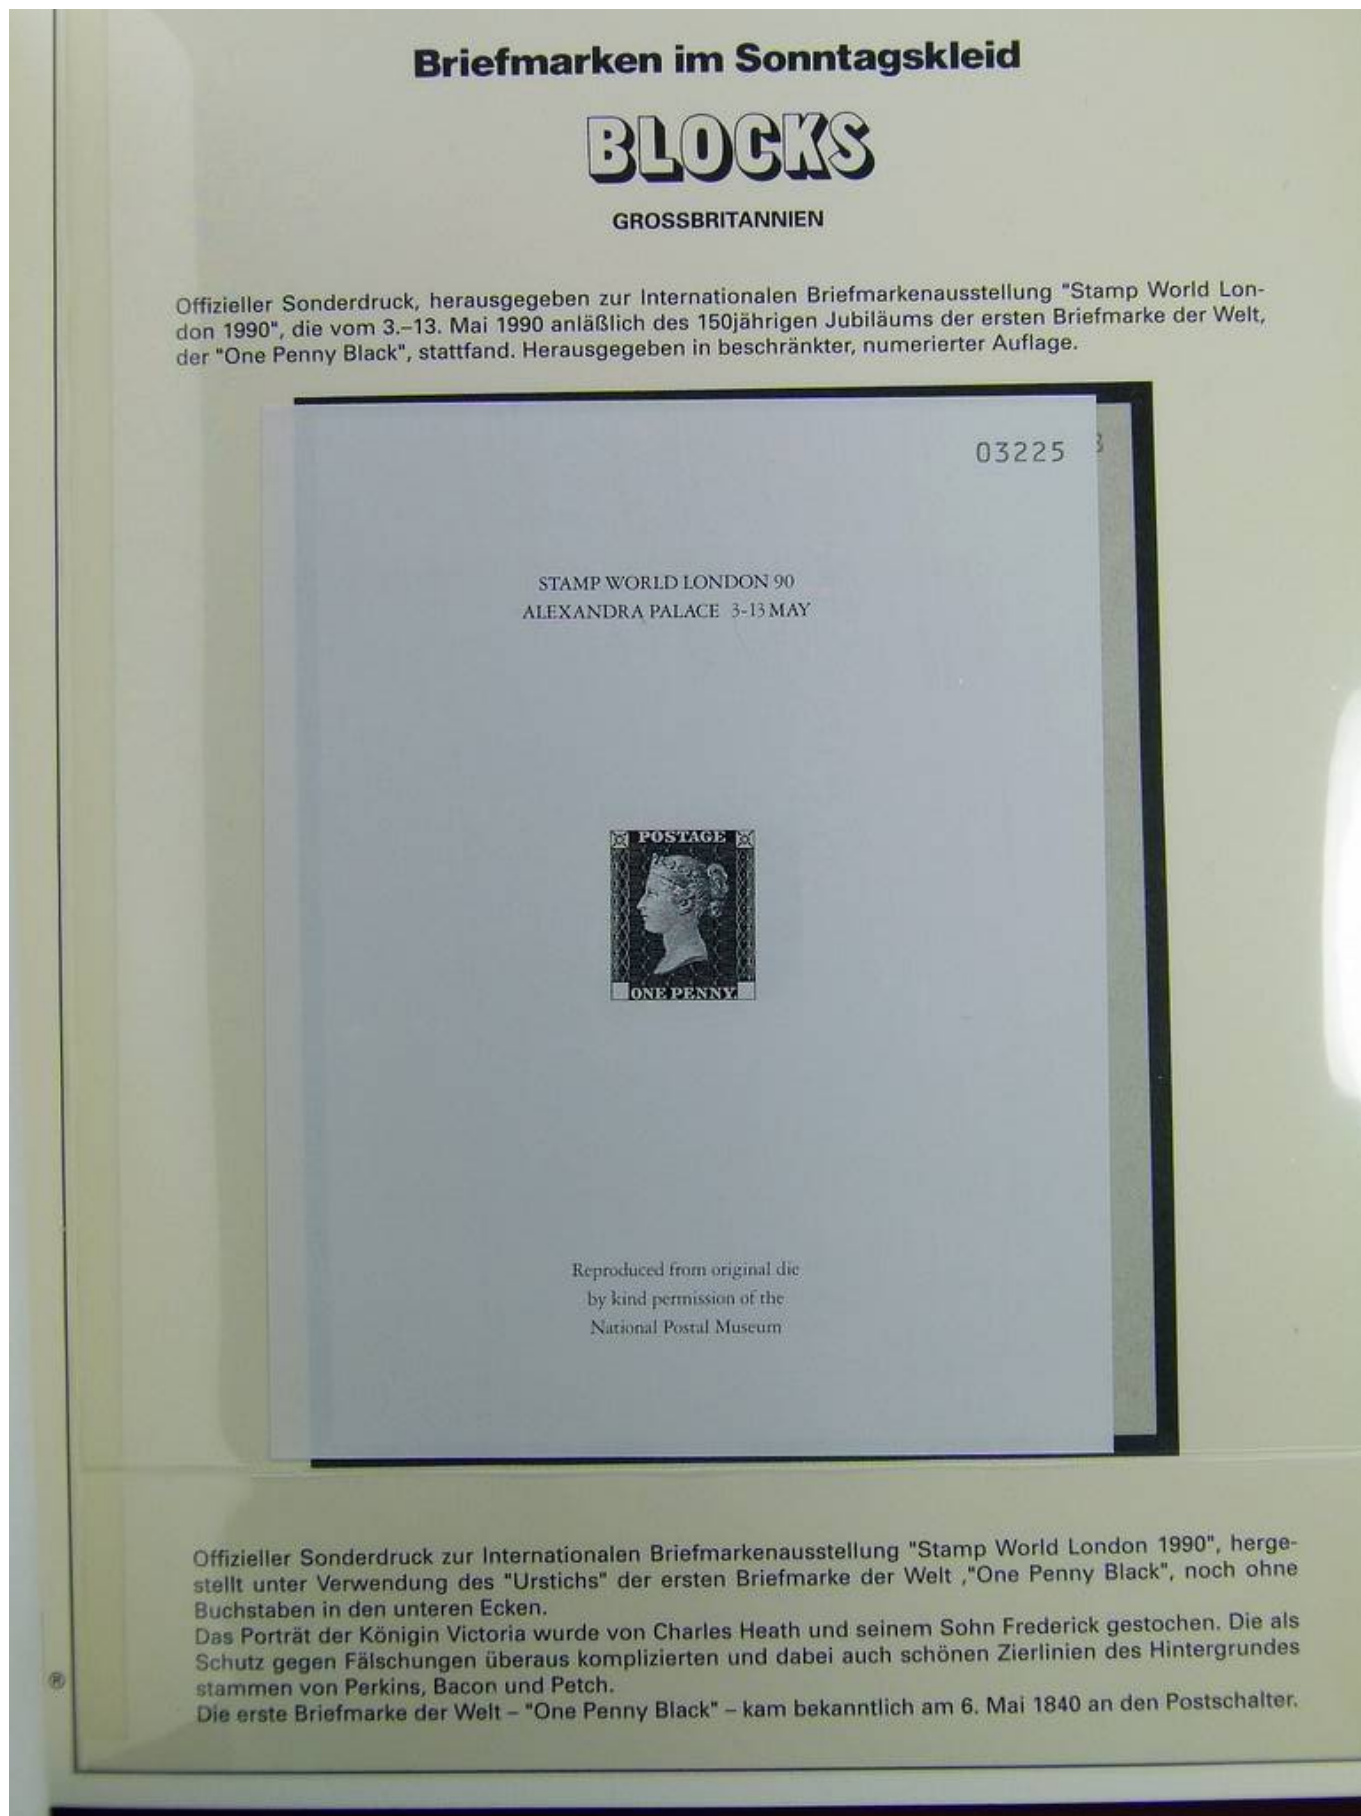 Briefmarken im Sonntagskleid
BLOCKS
GROSSBRITANNIEN
Offizieller Sonderdruck, herausgegeben zur Internationalen Briefmarkenausstellung "Stamp World Lon-
don 1990", die vom 3.–13. Mai 1990 anläßlich des 150jährigen Jubiläums der ersten Briefmarke der Welt,
der "One Penny Black", stattfand. Herausgegeben in beschränkter, numerierter Auflage.
03225
STAMP WORLD LONDON 90
ALEXANDRA PALACE 3-13 MAY
POSTAGE
ONE PENNY
Reproduced from original die
by kind permission of the
National Postal Museum
Offizieller Sonderdruck zur Internationalen Briefmarkenausstellung "Stamp World London 1990", herge-
stellt unter Verwendung des "Urstichs" der ersten Briefmarke der Welt ,"One Penny Black", noch ohne
Buchstaben in den unteren Ecken.
Das Porträt der Königin Victoria wurde von Charles Heath und seinem Sohn Frederick gestochen. Die als
Schutz gegen Fälschungen überaus komplizierten und dabei auch schönen Zierlinien des Hintergrundes
stammen von Perkins, Bacon und Petch.
Die erste Briefmarke der Welt – "One Penny Black" – kam bekanntlich am 6. Mai 1840 an den Postschalter.
®